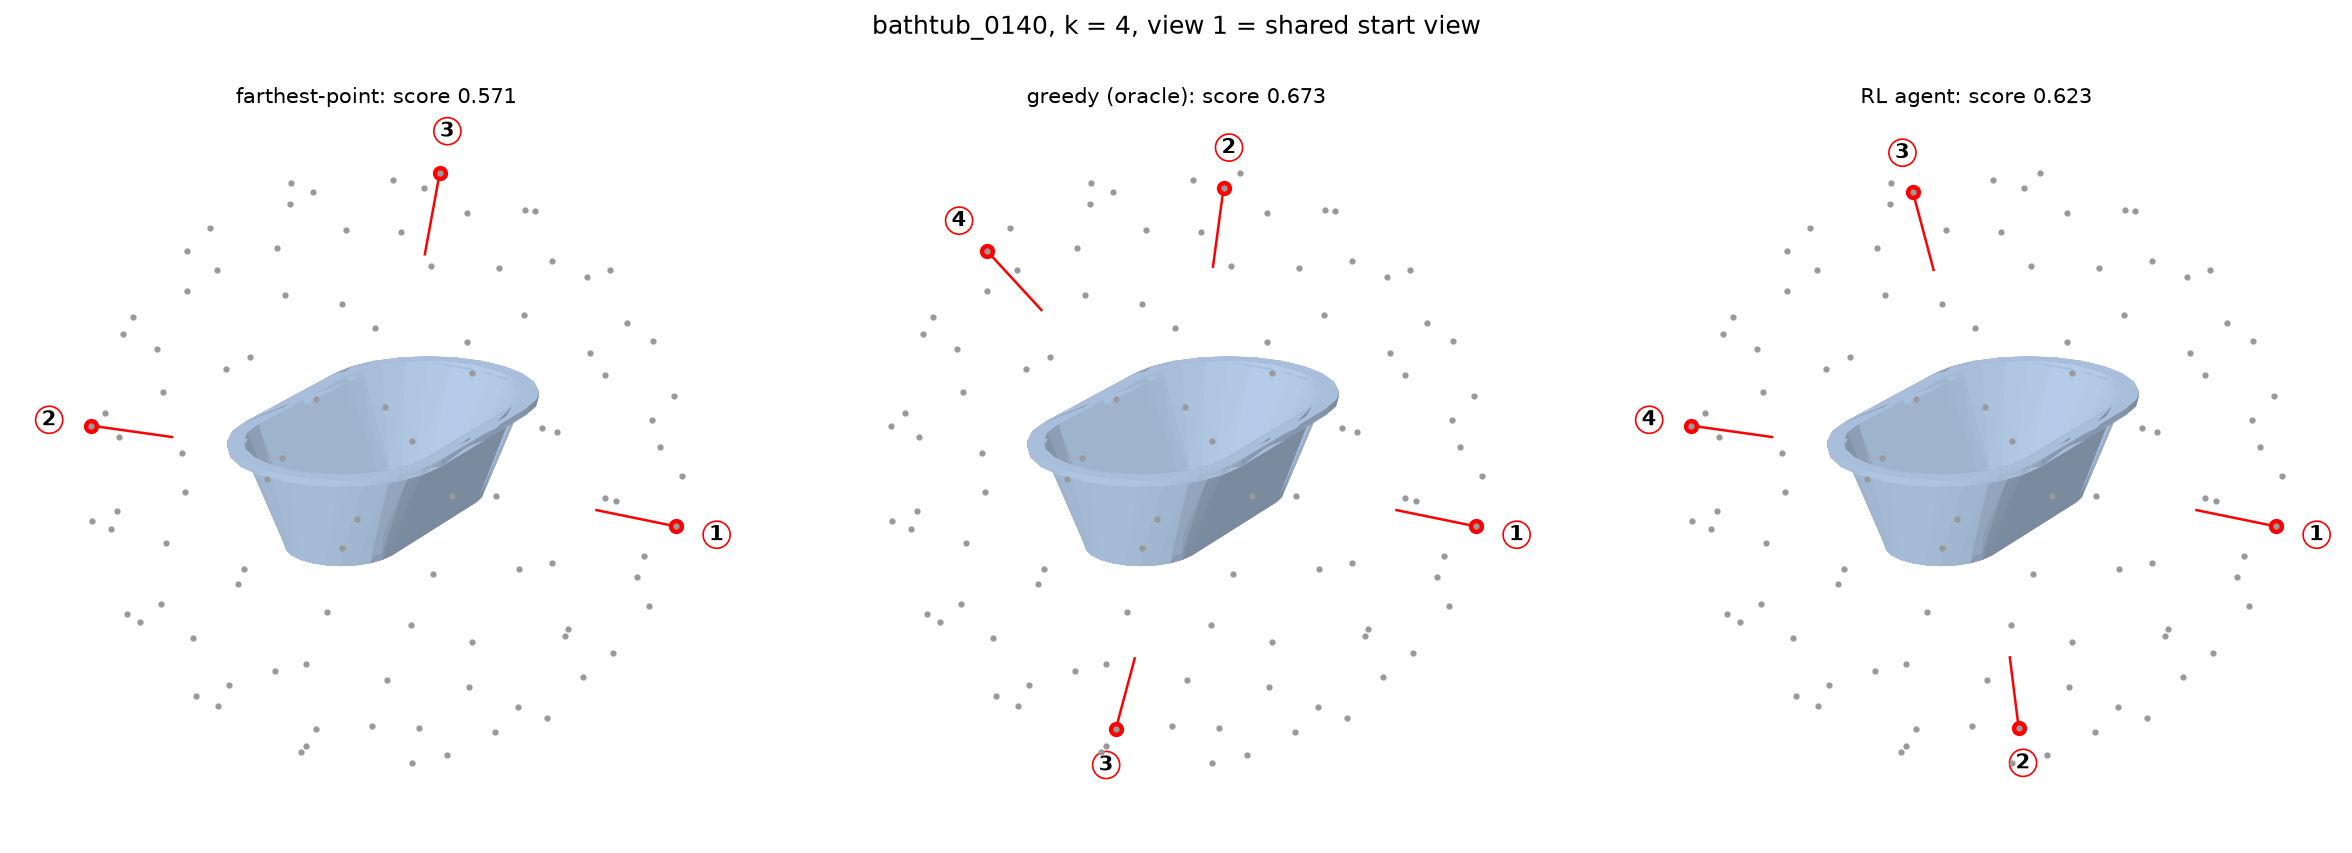 bathtub_0140, k = 4, view 1 = shared start view
farthest-point: score 0.571
3
2
1
greedy (oracle): score 0.673
2
4
1
3
RL agent: score 0.623
3
4
1
2